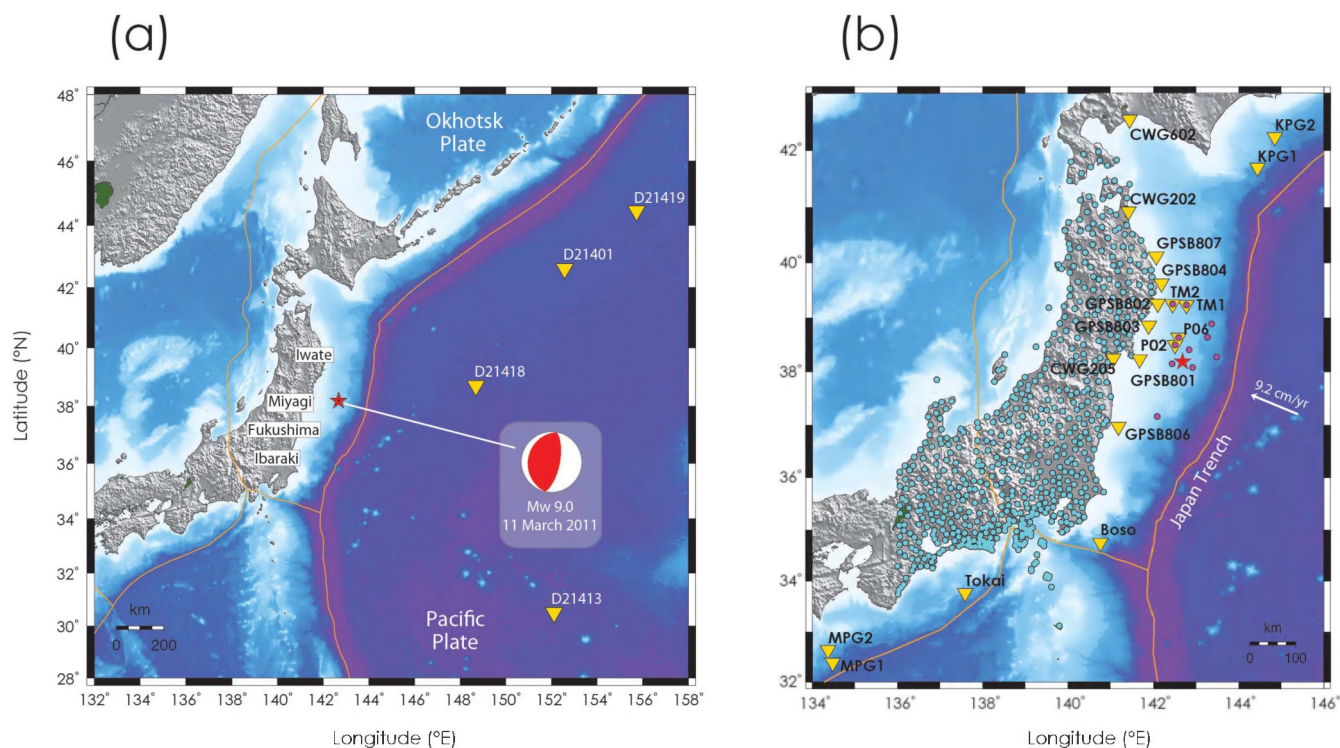 (a)
48°
46°
44°
42°
40°
38°
36°
34°
32°
30°
28°
132
134
136
138
140
142
144
146
148
150
152
154
156
158
Latitude (°N)
Longitude (°E)
Okhotsk
Plate
D21419
D21401
D21418
D21413
Iwate
Miyagi
Fukushima
Ibaraki
Mw 9.0
11 March 2011
Pacific
Plate
km
0 200
(b)
42°
40°
38°
36°
34°
32°
134
136
138
140
142
144
146°
Longitude (°E)
KPG2
CWG602
KPG1
CWG202
GPSB807
GPSB804
TM2
GPSB802
TM1
GPSB803
P06
P02
CWG205
GPSB801
9.2 cm/yr
GPSB806
Japan Trench
Boso
Tokai
MPG2
MPG1
km
0 100